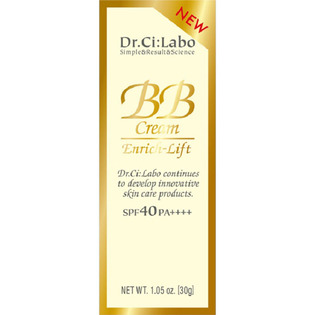 NEW
Dr.Ci:Labo
Simple&Result&Science
BB
Cream
Enrich-Lift
Dr.Ci:Labo continues
to develop innovative
skin care products.
SPF40 PA++++
NET WT. 1.05 oz. [30g]